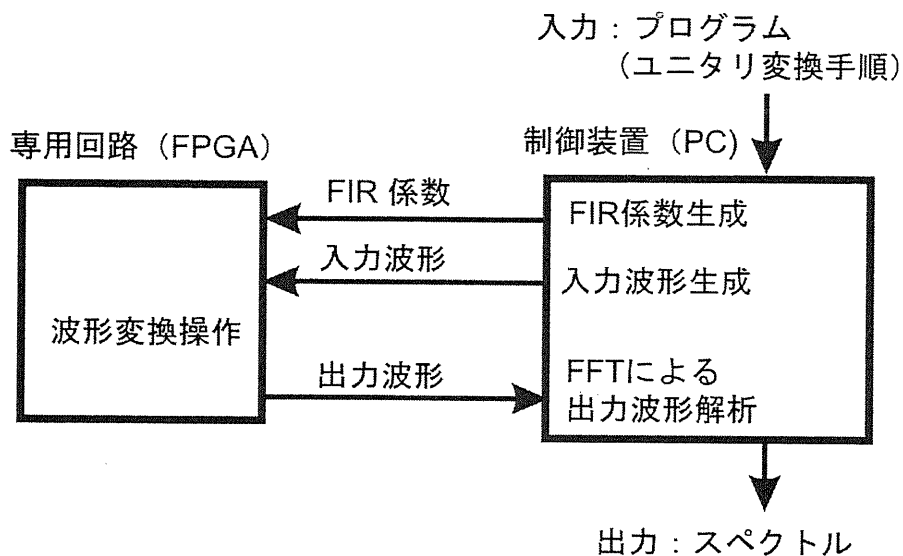 入力：プログラム
（ユニタリ変換手順）
専用回路（FPGA）
制御装置（PC)
FIR 係数
FIR係数生成
入力波形
入力波形生成
波形変換操作
出力波形
FFTによる
出力波形解析
出力：スペクトル